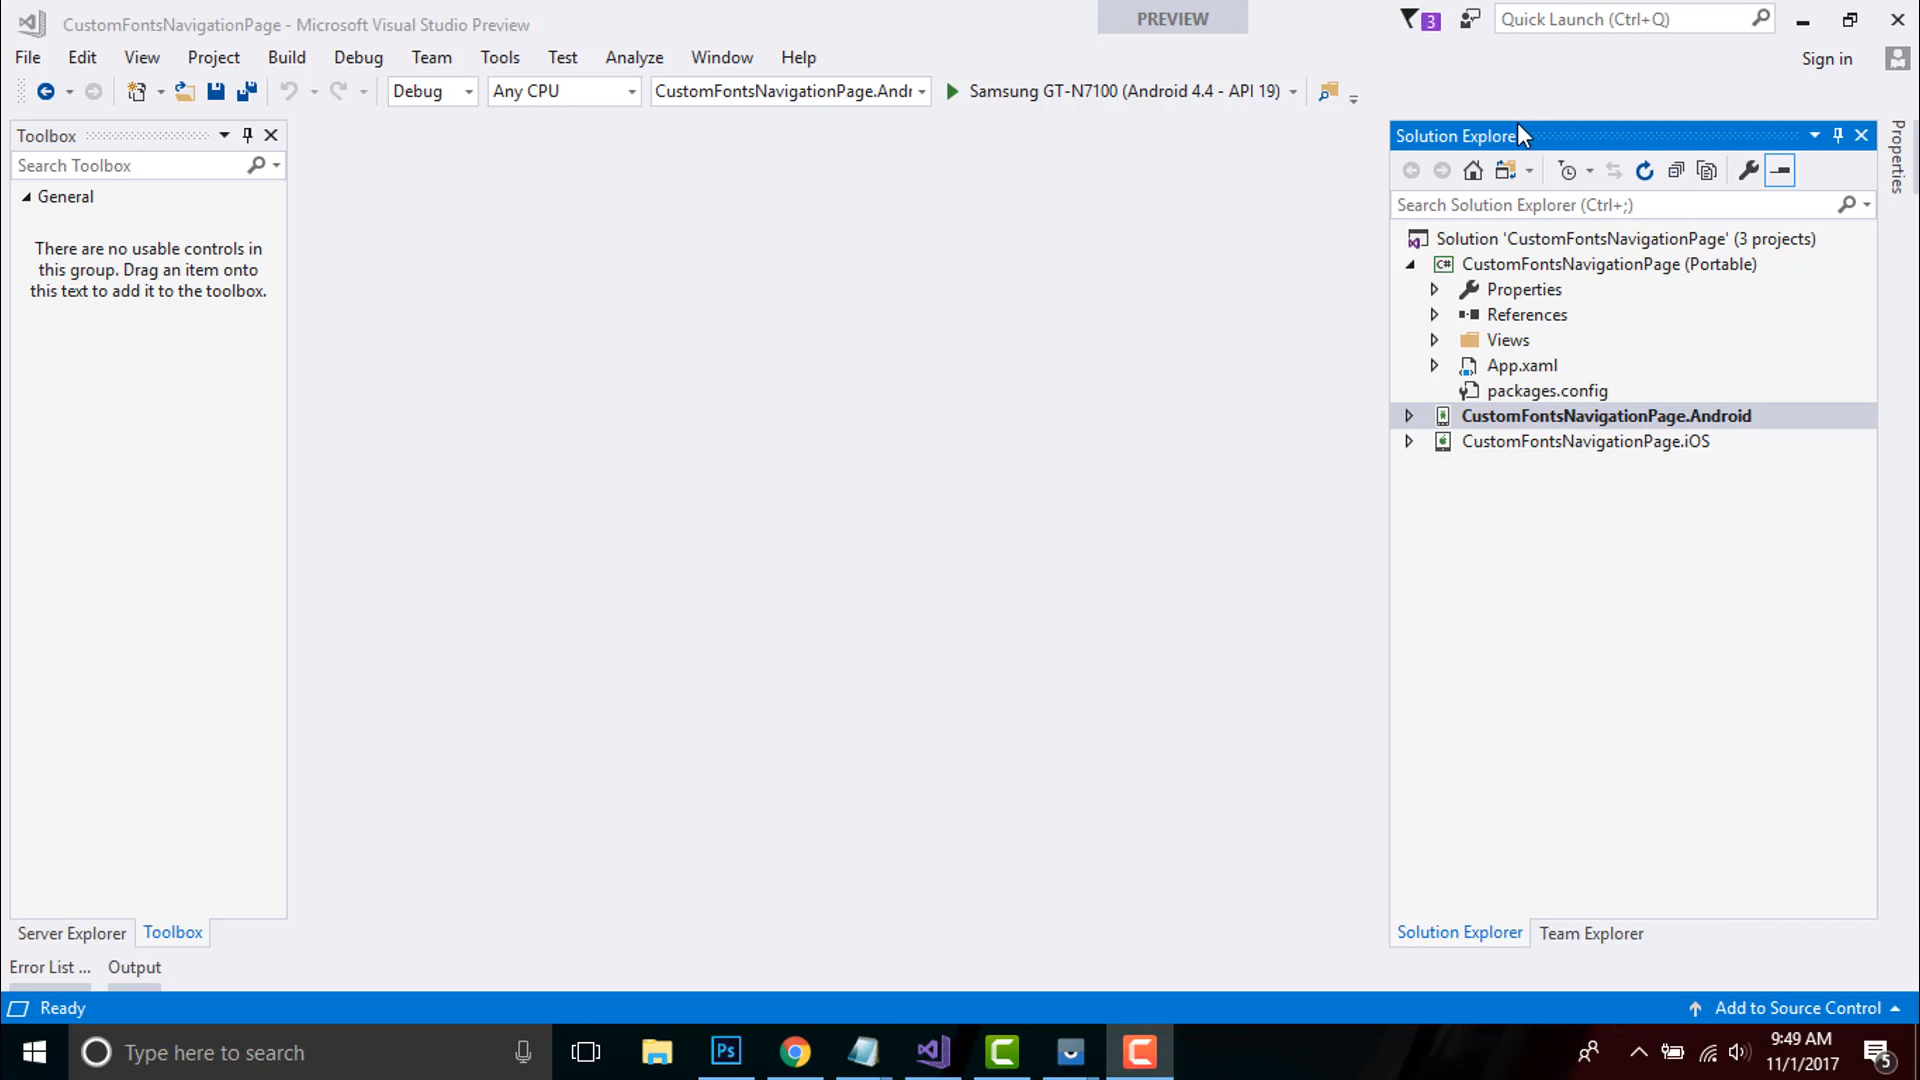 CustomFontsNavigationPage - Microsoft Visual Studio Preview
PREVIEW
3
Quick Launch (Ctrl+Q)
File Edit View Project Build Debug Team Tools Test Analyze Window Help
Sign in
Debug Any CPU CustomFontsNavigationPage.Andr Samsung GT-N7100 (Android 4.4 - API 19)
Toolbox
Search Toolbox
General
There are no usable controls in
this group. Drag an item onto
this text to add it to the toolbox.
Server Explorer Toolbox
Error List ... Output
Solution Explore
Search Solution Explorer (Ctrl+;)
Solution 'CustomFontsNavigationPage' (3 projects)
C# CustomFontsNavigationPage (Portable)
Properties
References
Views
App.xaml
packages.config
CustomFontsNavigationPage.Android
CustomFontsNavigationPage.iOS
Solution Explorer Team Explorer
Properties
Ready
Add to Source Control
Type here to search
Ps
9:49 AM
11/1/2017
5